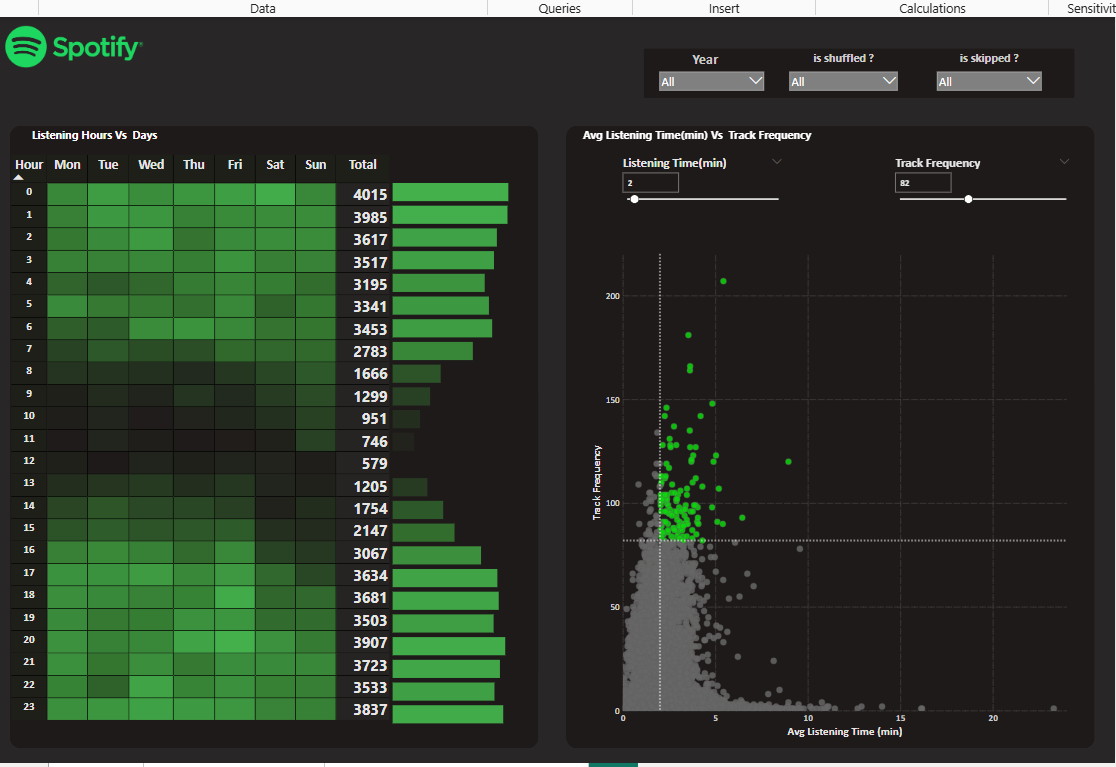 Data Queries Insert Calculations Sensitivit
Spotify
Year is shuffled ? is skipped ?
All All All
Listening Hours Vs Days
Hour Mon Tue Wed Thu Fri Sat Sun Total
0 4015
1 3985
2 3617
3 3517
4 3195
5 3341
6 3453
7 2783
8 1666
9 1299
10 951
11 746
12 579
13 1205
14 1754
15 2147
16 3067
17 3634
18 3681
19 3503
20 3907
21 3723
22 3533
23 3837
Avg Listening Time(min) Vs Track Frequency
Listening Time(min) Track Frequency
2 82
Track Frequency
200
150
100
50
0
0 5 10 15 20
Avg Listening Time (min)